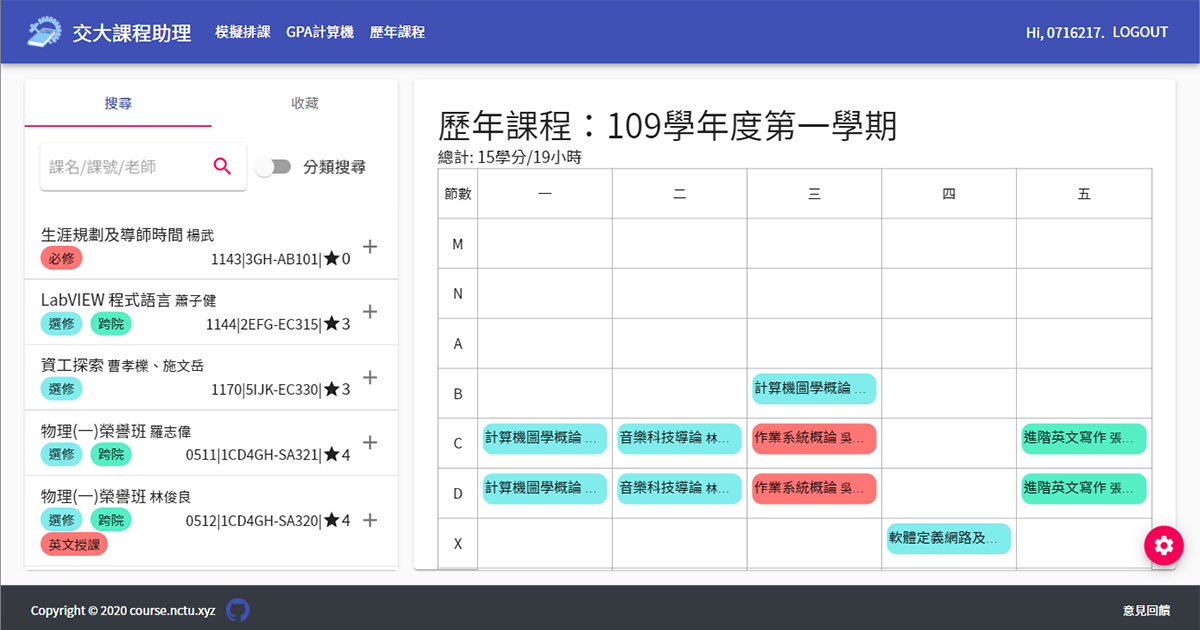 交大課程助理 模擬排課 GPA計算機 歷年課程 Hi, 0716217. LOGOUT
搜尋 收藏
課名/課號/老師 分類搜尋
生涯規劃及導師時間 楊武
必修 1143|3GH-AB101|★0 +
LabVIEW 程式語言 蕭子健
選修 跨院 1144|2EFG-EC315|★3 +
資工探索 曹孝櫟、施文岳
選修 1170|5IJK-EC330|★3 +
物理(一)榮譽班 羅志偉
選修 跨院 0511|1CD4GH-SA321|★4 +
物理(一)榮譽班 林俊良
選修 跨院 0512|1CD4GH-SA320|★4 +
英文授課
歷年課程：109學年度第一學期
總計: 15學分/19小時
節數 一 二 三 四 五
M
N
A
B 計算機圖學概論 ...
C 計算機圖學概論 ... 音樂科技導論 林... 作業系統概論 吳... 進階英文寫作 張...
D 計算機圖學概論 ... 音樂科技導論 林... 作業系統概論 吳... 進階英文寫作 張...
X 軟體定義網路及...
Copyright © 2020 course.nctu.xyz 意見回饋